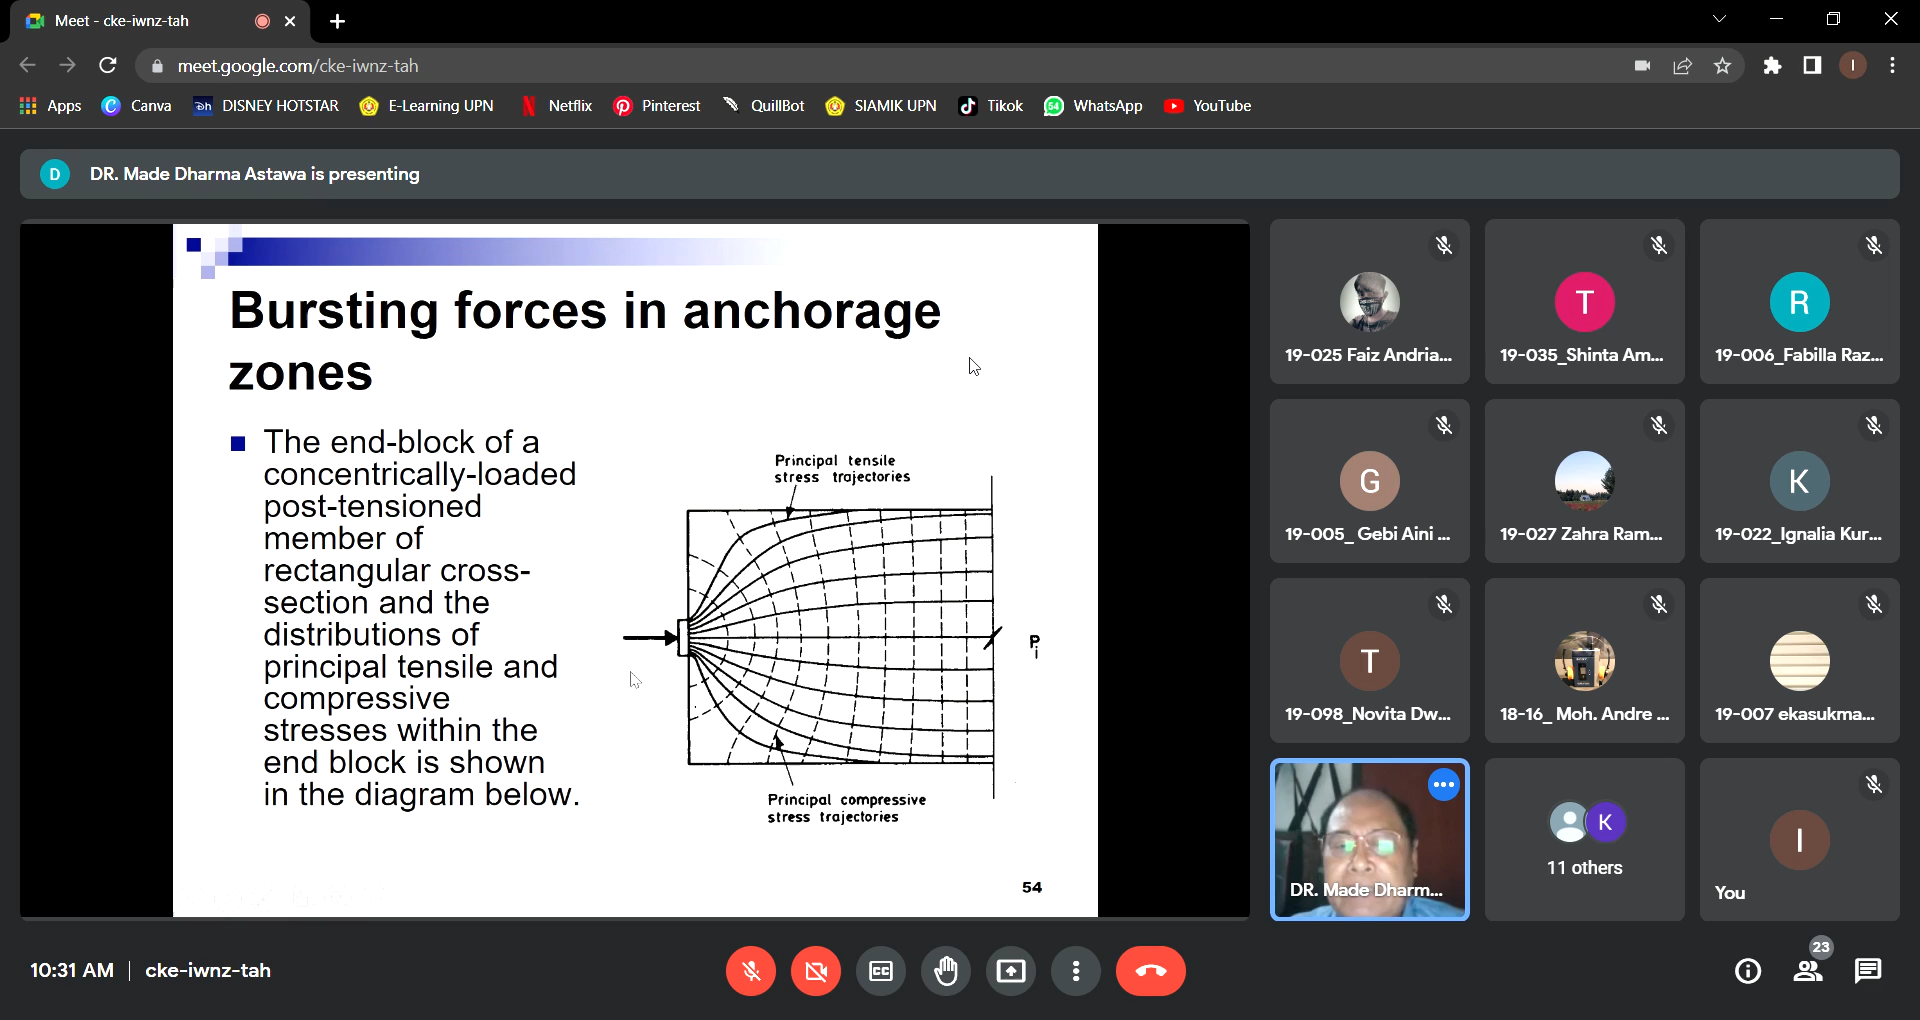 Meet - cke-iwnz-tah
meet.google.com/cke-iwnz-tah
I
Apps
Canva
DISNEY HOTSTAR
E-Learning UPN
Netflix
Pinterest
QuillBot
SIAMIK UPN
Tikok
WhatsApp
YouTube
D
DR. Made Dharma Astawa is presenting
Bursting forces in anchorage
zones
The end-block of a
concentrically-loaded
post-tensioned
member of
rectangular cross-
section and the
distributions of
principal tensile and
compressive
stresses within the
end block is shown
in the diagram below.
Principal tensile
stress trajectories
Pi
Principal compressive
stress trajectories
54
19-025 Faiz Andria...
T
19-035_Shinta Am...
R
19-006_Fabilla Raz...
G
19-005_ Gebi Aini ...
19-027 Zahra Ram...
K
19-022_Ignalia Kur...
T
19-098_Novita Dw...
18-16_ Moh. Andre ...
19-007 ekasukma...
DR. Made Dharm...
K
11 others
I
You
10:31 AM | cke-iwnz-tah
CC
23